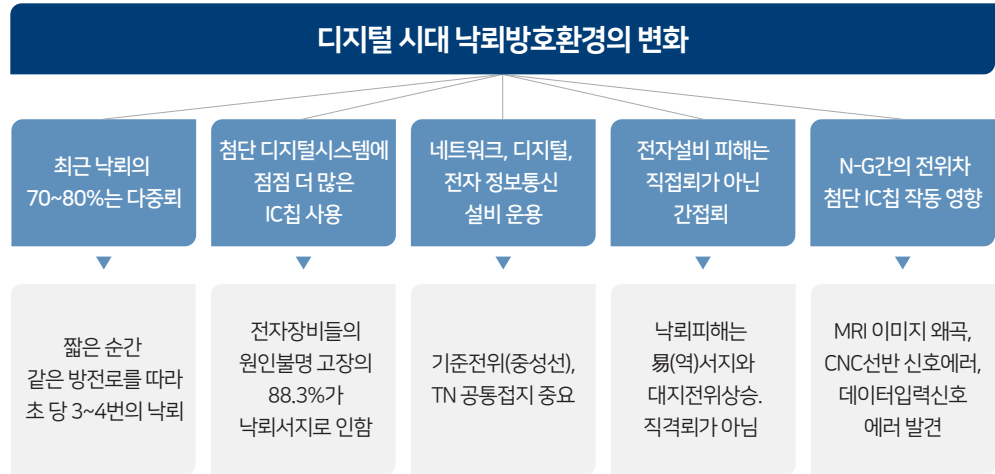 디지털 시대 낙뢰방호환경의 변화
최근 낙뢰의
70~80%는 다중뢰
첨단 디지털시스템에
점점 더 많은
IC칩 사용
네트워크, 디지털,
전자 정보통신
설비 운용
전자설비 피해는
직접뢰가 아닌
간접뢰
N-G간의 전위차
첨단 IC칩 작동 영향
짧은 순간
같은 방전로를 따라
초 당 3~4번의 낙뢰
전자장비들의
원인불명 고장의
88.3%가
낙뢰서지로 인함
기준전위(중성선),
TN 공통접지 중요
낙뢰피해는
易(역)서지와
대지전위상승.
직격뢰가 아님
MRI 이미지 왜곡,
CNC선반 신호에러,
데이터입력신호
에러 발견